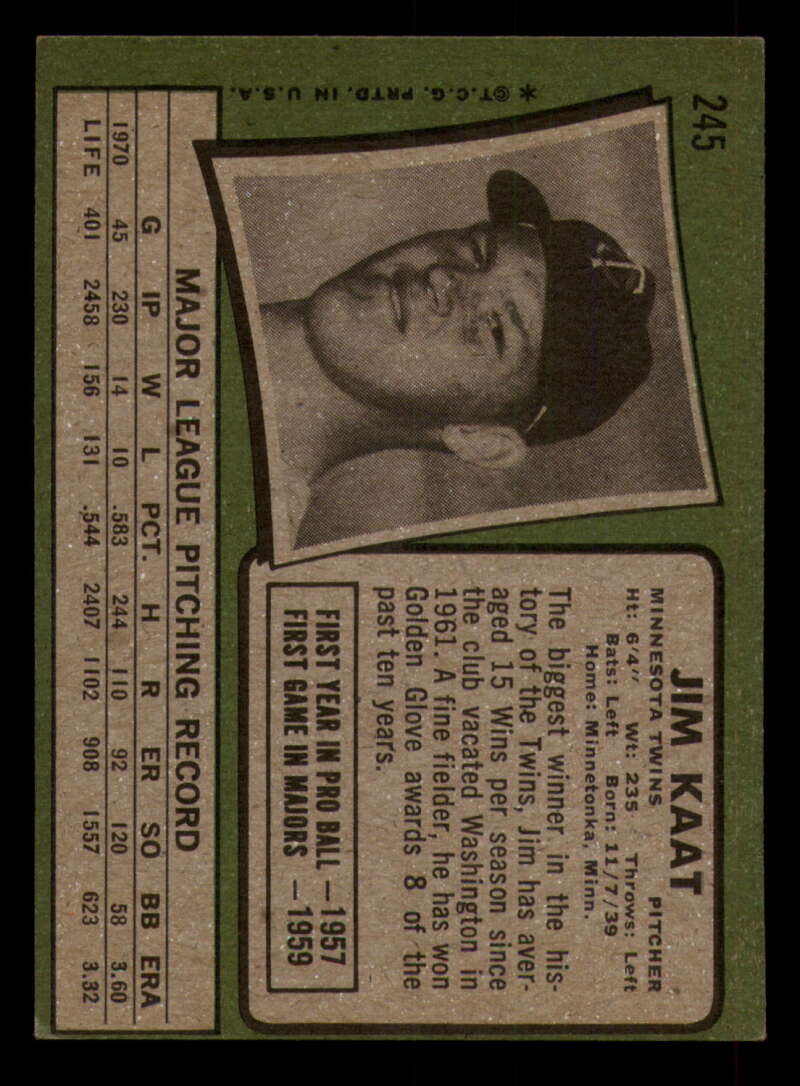 245
JIM KAAT
MINNESOTA TWINS PITCHER
Ht: 6'4" Wt: 235 Throws: Left
Bats: Left Born: 11/7/39
Home: Minnetonka, Minn.
The biggest winner in the his-
tory of the Twins, Jim has aver-
aged 15 Wins per season since
the club vacated Washington in
1961. A fine fielder, he has won
Golden Glove awards 8 of the
past ten years.
FIRST YEAR IN PRO BALL —1957
FIRST GAME IN MAJORS —1959
MAJOR LEAGUE PITCHING RECORD
G IP W L PCT. H R ER SO BB ERA
1970 45 230 14 10 .583 244 110 92 120 58 3.60
LIFE 401 2458 156 131 .544 2407 1102 908 1557 623 3.32
* ©T.C.G. PRTD. IN U.S.A.